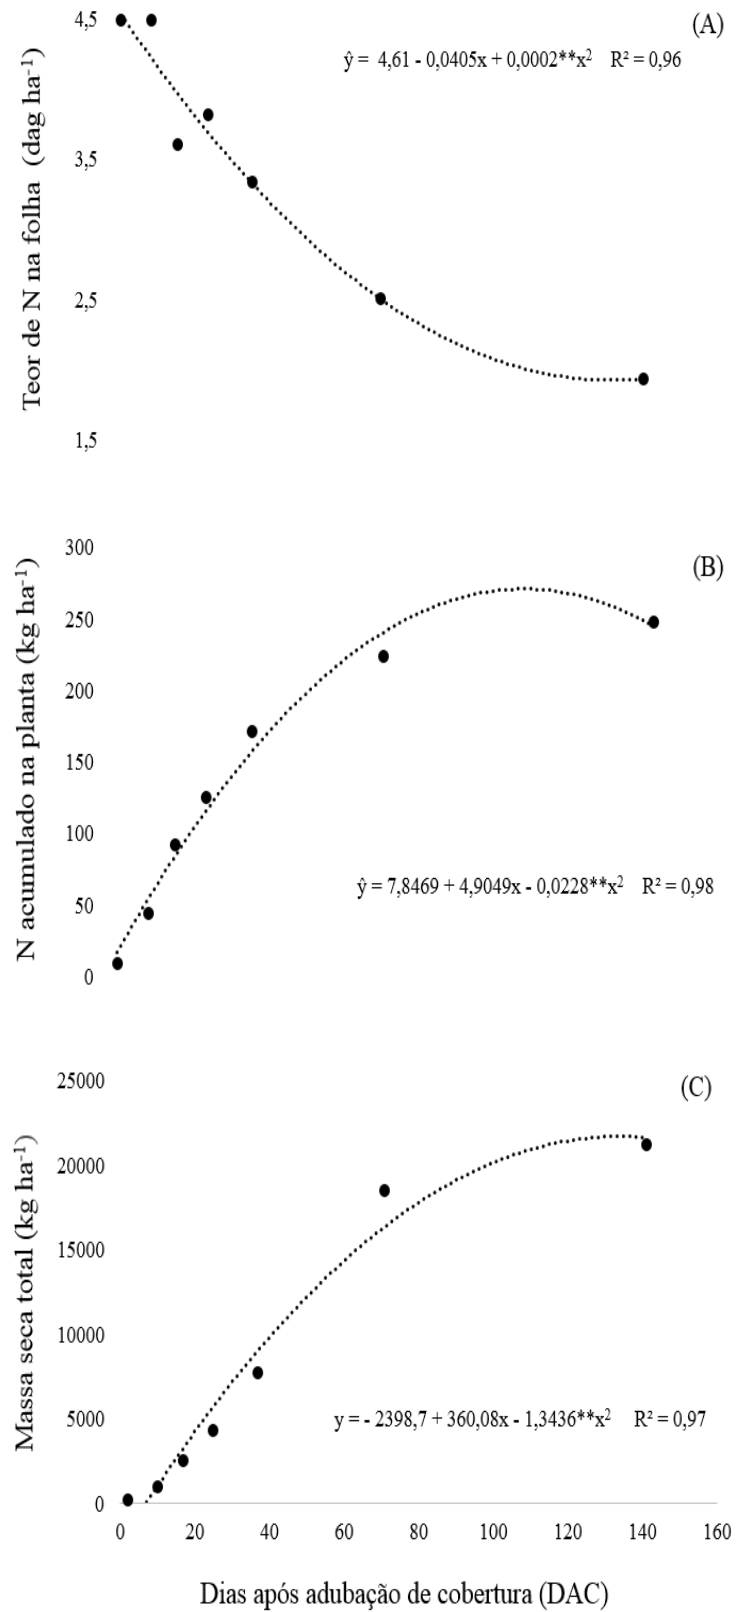 (A)
ŷ = 4,61 - 0,0405x + 0,0002**x² R² = 0,96
Teor de N na folha (dag ha⁻¹)
4,5
3,5
2,5
1,5
(B)
N acumulado na planta (kg ha⁻¹)
300
250
200
150
100
50
0
ŷ = 7,8469 + 4,9049x - 0,0228**x² R² = 0,98
(C)
Massa seca total (kg ha⁻¹)
25000
20000
15000
10000
5000
0
y = - 2398,7 + 360,08x - 1,3436**x² R² = 0,97
0 20 40 60 80 100 120 140 160
Dias após adubação de cobertura (DAC)